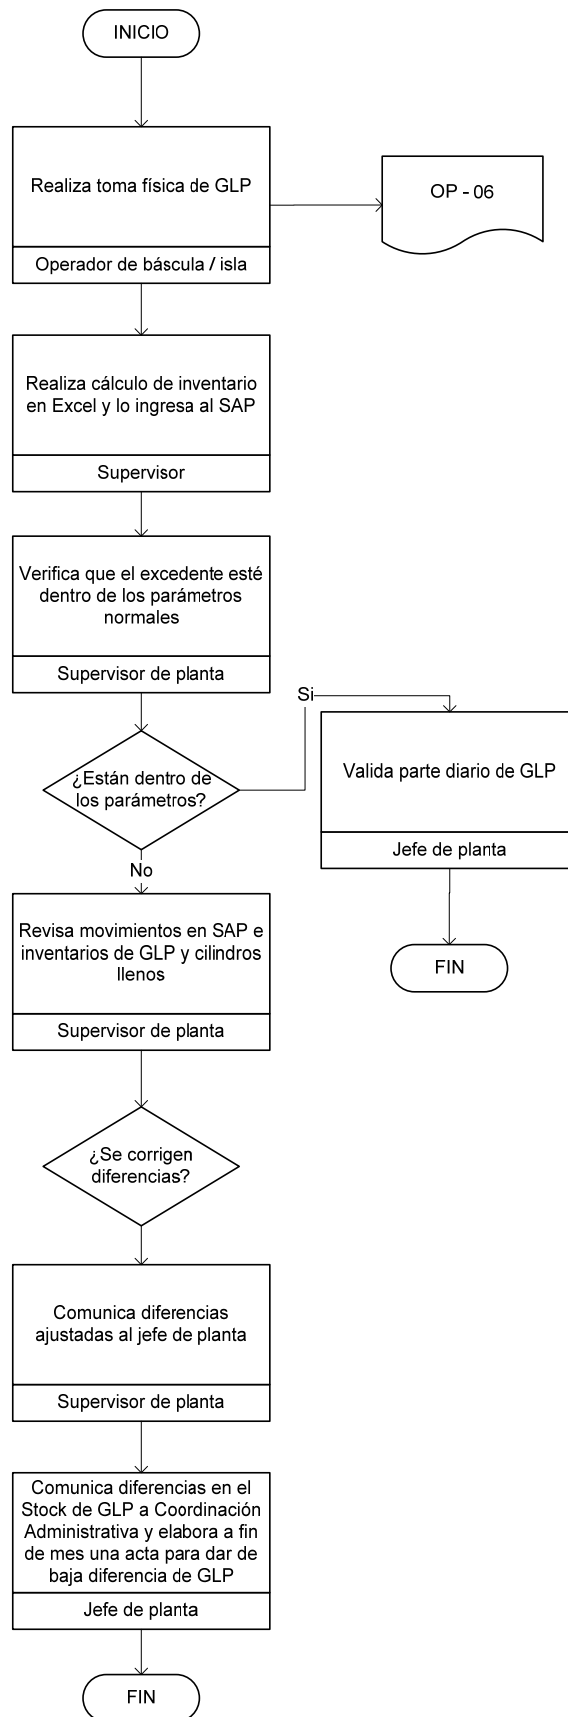 INICIO
Realiza toma física de GLP
Operador de báscula / isla
OP - 06
Realiza cálculo de inventario
en Excel y lo ingresa al SAP
Supervisor
Verifica que el excedente esté
dentro de los parámetros
normales
Supervisor de planta
Si
¿Están dentro de
los parámetros?
Valida parte diario de GLP
Jefe de planta
FIN
No
Revisa movimientos en SAP e
inventarios de GLP y cilindros
llenos
Supervisor de planta
¿Se corrigen
diferencias?
Comunica diferencias
ajustadas al jefe de planta
Supervisor de planta
Comunica diferencias en el
Stock de GLP a Coordinación
Administrativa y elabora a fin
de mes una acta para dar de
baja diferencia de GLP
Jefe de planta
FIN